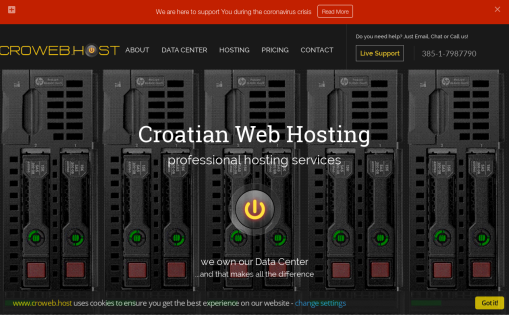 We are here to support You during the coronavirus crisis Read More
Do you need help? Just Email, Chat or Call us!
CROWEB.HOST ABOUT DATA CENTER HOSTING PRICING CONTACT
Live Support 385-1-7987790
Croatian Web Hosting
professional hosting services
we own our Data Center
...and that makes all the difference
www.croweb.host uses cookies to ensure you get the best experience on our website - change settings Got it!